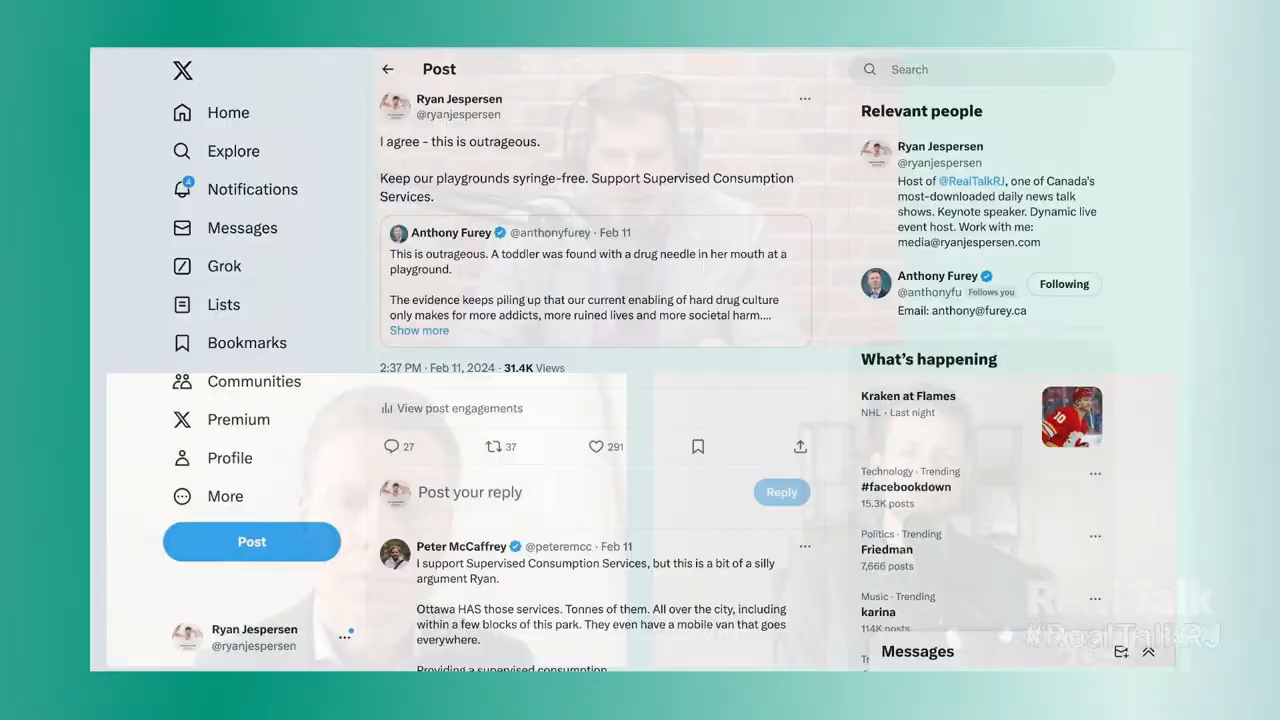 Home
Explore
4
Notifications
Messages
Grok
Lists
Bookmarks
Communities
Premium
Profile
More
Post
Ryan Jespersen
@ryanjespersen
Post
Ryan Jespersen
@ryanjespersen
I agree - this is outrageous.
Keep our playgrounds syringe-free. Support Supervised Consumption
Services.
Anthony Furey @anthonyfurey · Feb 11
This is outrageous. A toddler was found with a drug needle in her mouth at a
playground.
The evidence keeps piling up that our current enabling of hard drug culture
only makes for more addicts, more ruined lives and more societal harm....
Show more
2:37 PM · Feb 11, 2024 · 31.4K Views
View post engagements
27
37
291
Post your reply
Reply
Peter McCaffrey @peteremcc · Feb 11
I support Supervised Consumption Services, but this is a bit of a silly
argument Ryan.
Ottawa HAS those services. Tonnes of them. All over the city, including
within a few blocks of this park. They even have a mobile van that goes
everywhere.
Providing a supervised consumption
Search
Relevant people
Ryan Jespersen
@ryanjespersen
Host of @RealTalkRJ, one of Canada's
most-downloaded daily news talk
shows. Keynote speaker. Dynamic live
event host. Work with me:
media@ryanjespersen.com
Anthony Furey
@anthonyfu Follows you
Following
Email: anthony@furey.ca
What's happening
Kraken at Flames
NHL · Last night
10
Technology · Trending
#facebookdown
15.3K posts
Politics · Trending
Friedman
7,666 posts
Music · Trending
karina
114K posts
Messages
RealTalk
#RealTalkRJ